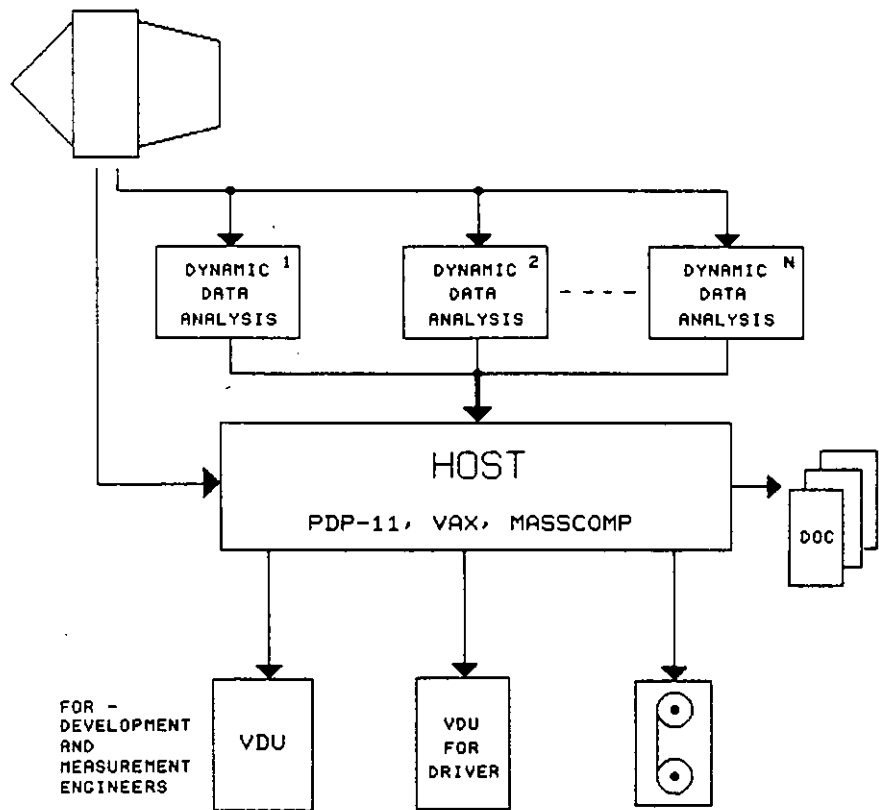 DYNAMIC 1
DATA
ANALYSIS
DYNAMIC 2
DATA
ANALYSIS
DYNAMIC N
DATA
ANALYSIS
HOST
PDP-11, VAX, MASSCOMP
DOC
FOR -
DEVELOPMENT
AND
MEASUREMENT
ENGINEERS
VDU
VDU
FOR
DRIVER